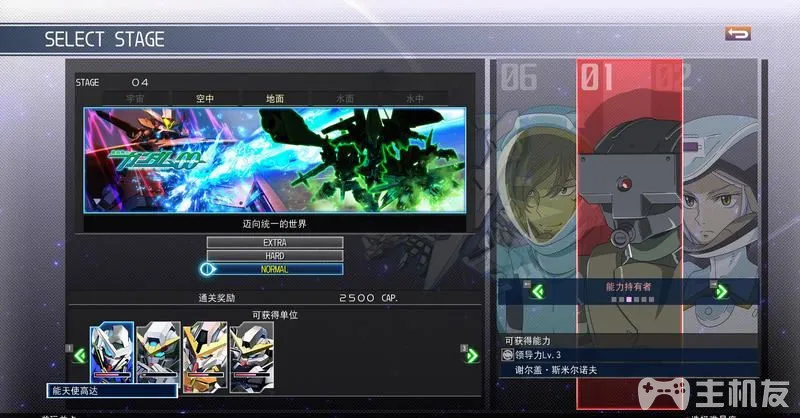 SELECT STAGE
STAGE 04
宇宙 空中 地面 水面 水中
迈向统一的世界
EXTRA
HARD
NORMAL
通关奖励 2500 CAP.
可获得单位
能天使高达
06 01 02
能力持有者
可获得能力
领导力Lv.3
谢尔盖·斯米尔诺夫
主机友